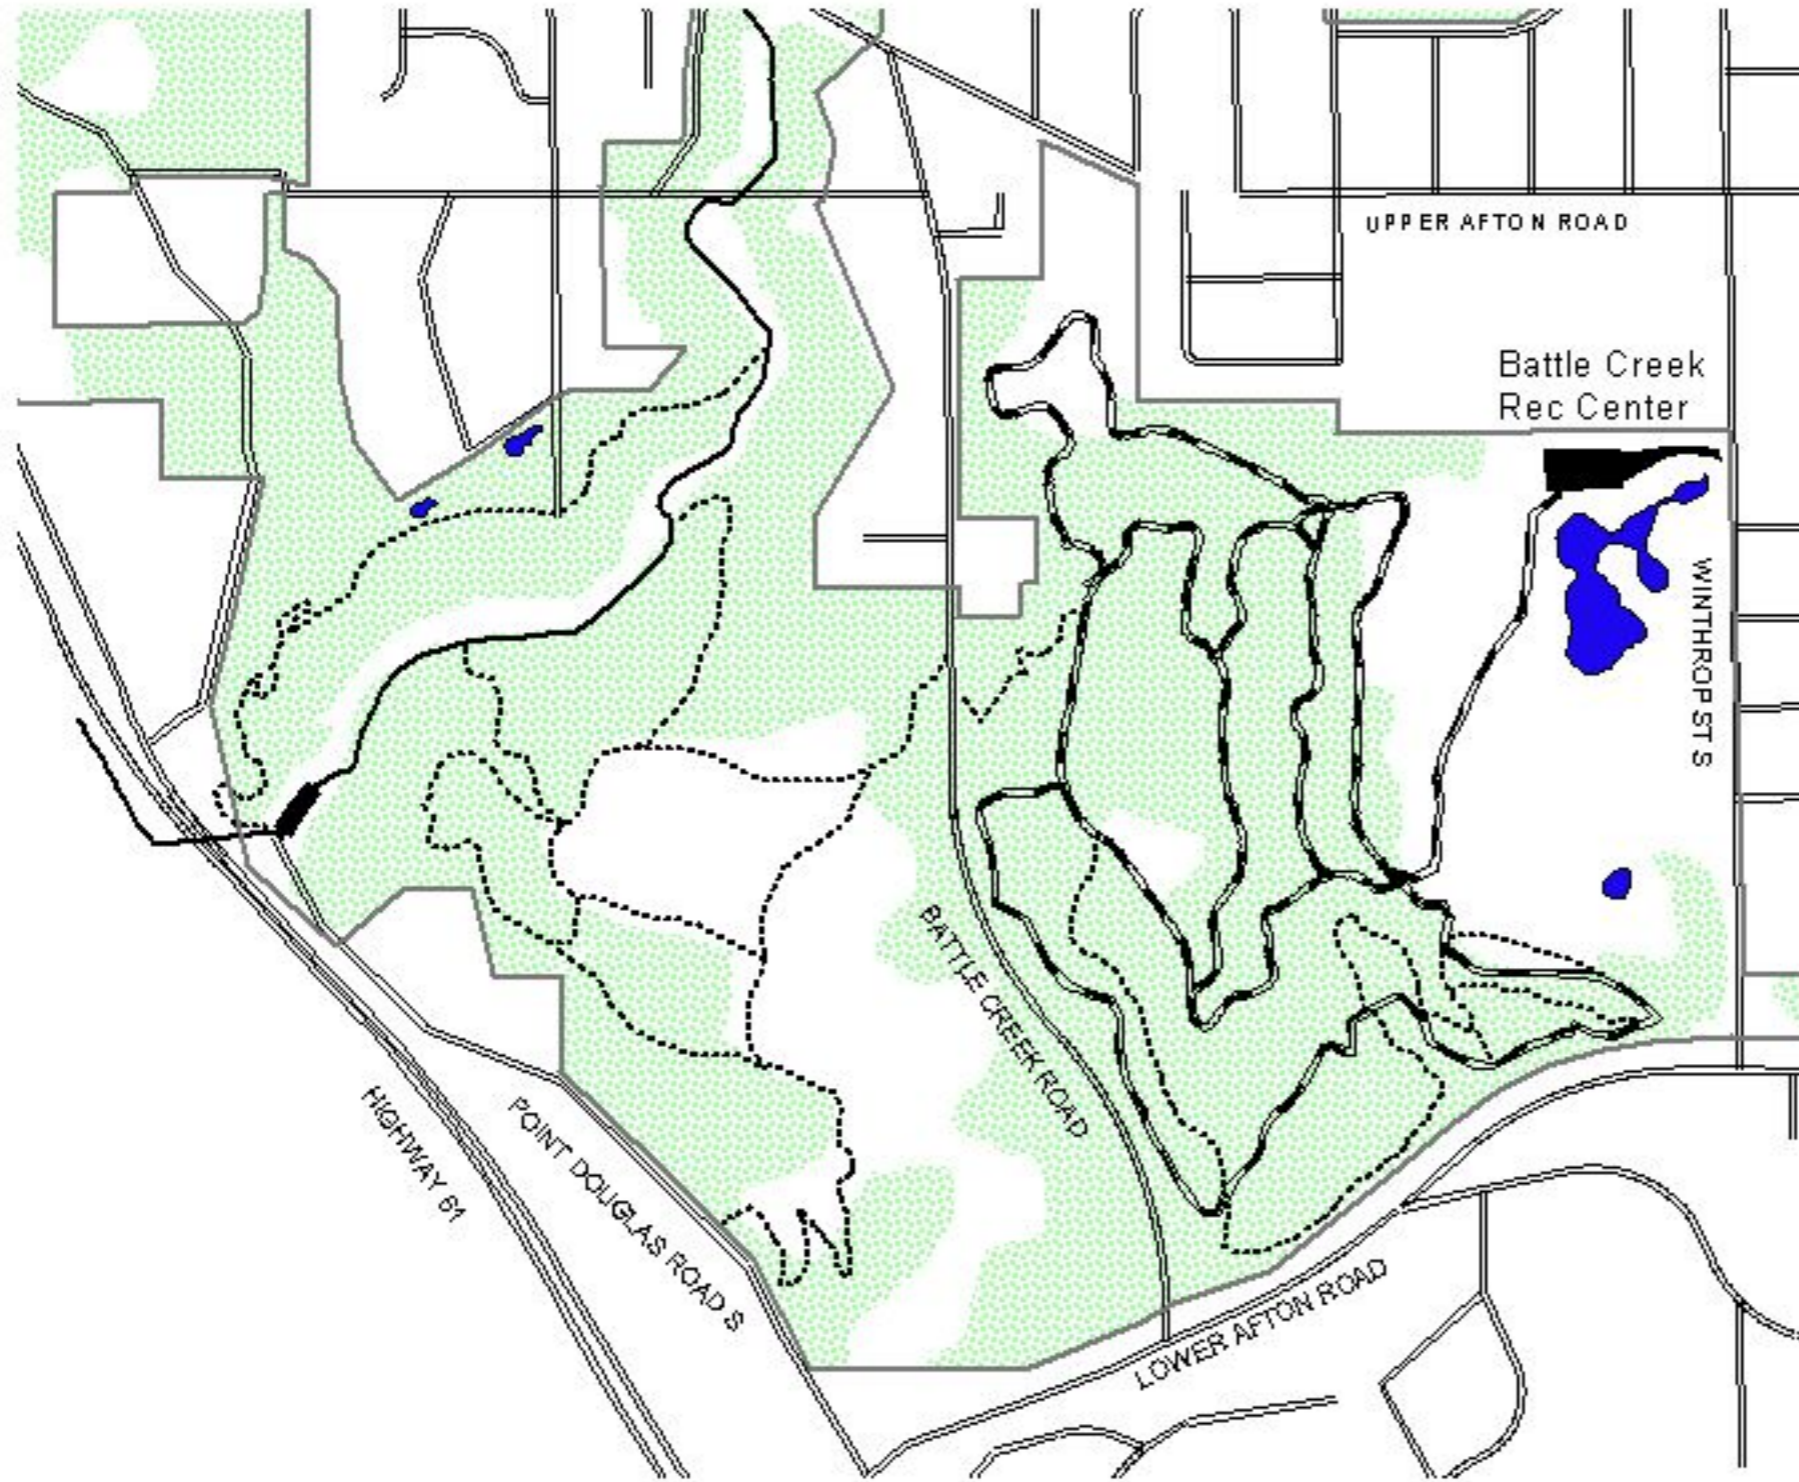 UPPER AFTON ROAD
Battle Creek
Rec Center
WINTHROP ST S
BATTLE CREEK ROAD
HIGHWAY 61
POINT DOUGLAS ROAD S
LOWER AFTON ROAD